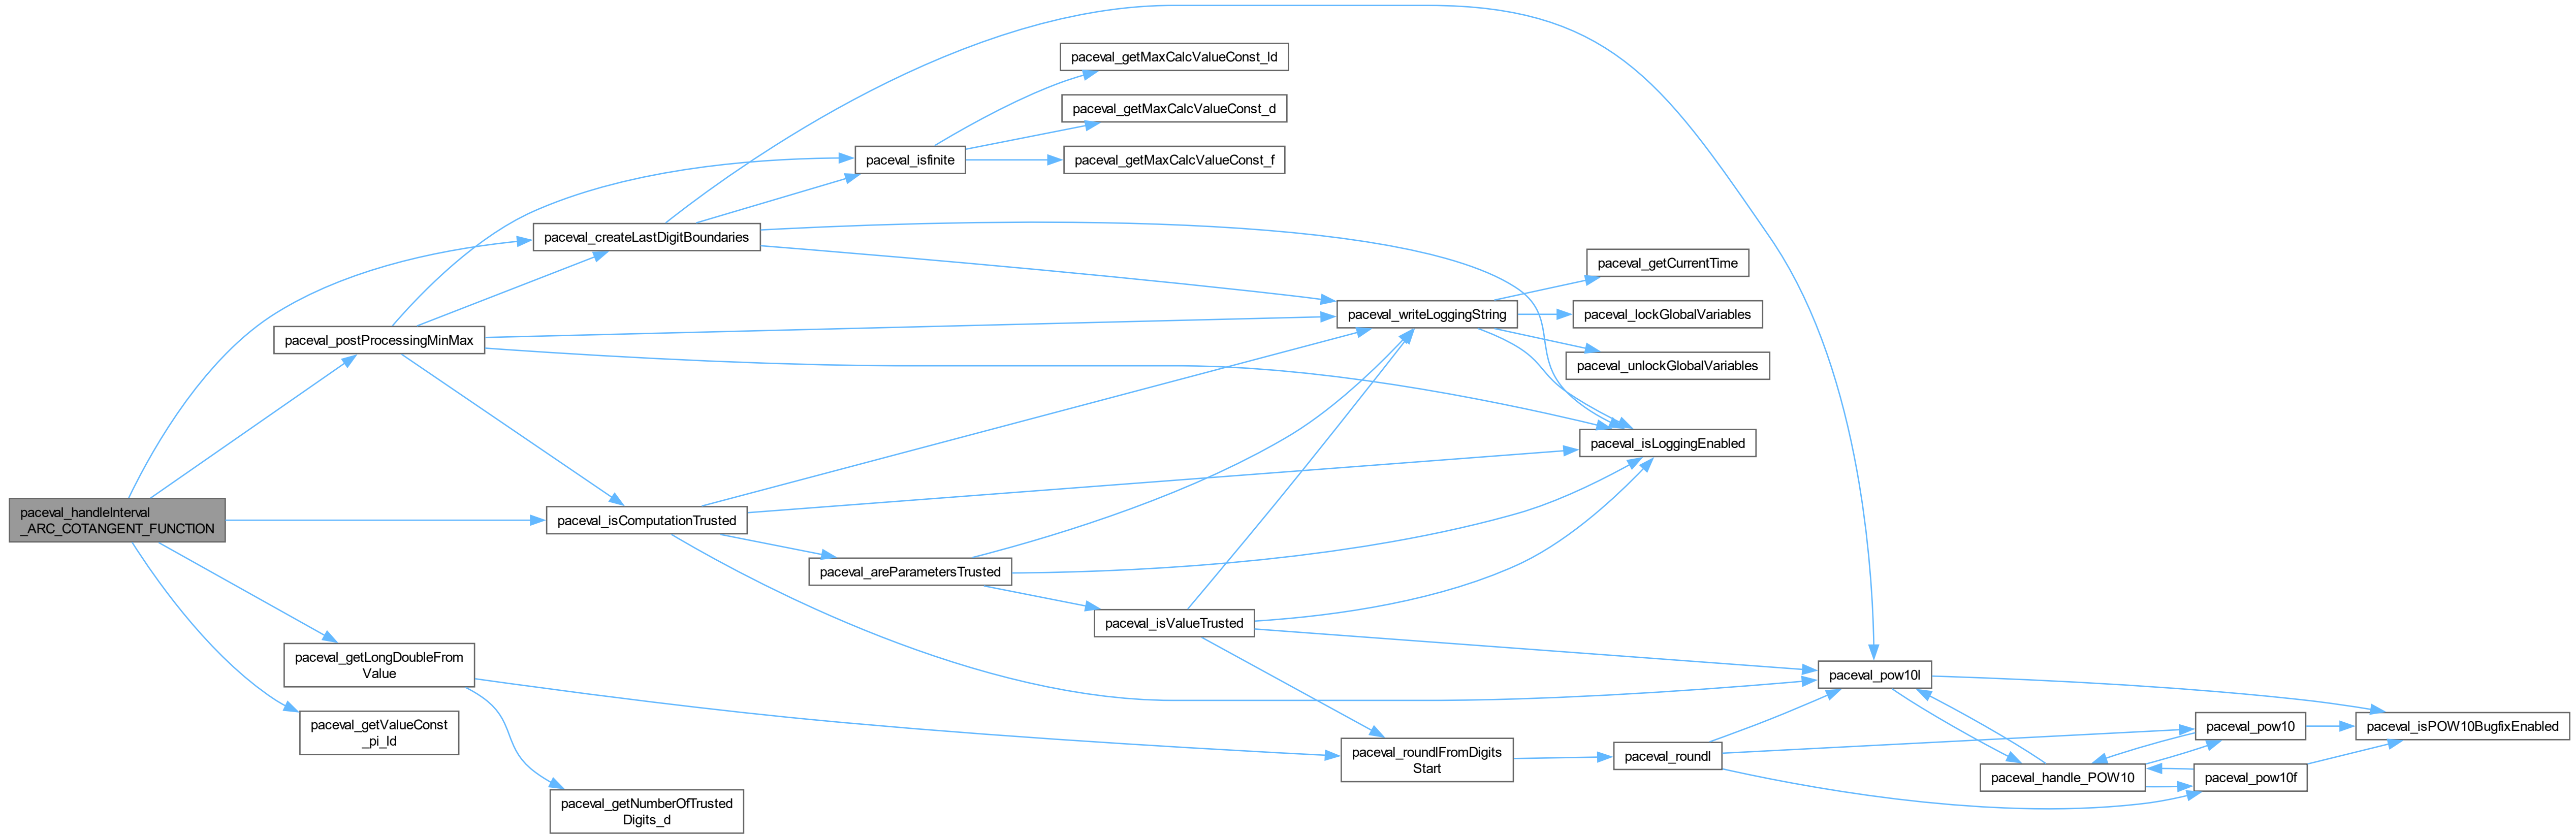 paceval_getMaxCalcValueConst_ld
paceval_getMaxCalcValueConst_d
paceval_isfinite
paceval_getMaxCalcValueConst_f
paceval_createLastDigitBoundaries
paceval_getCurrentTime
paceval_writeLoggingString
paceval_lockGlobalVariables
paceval_postProcessingMinMax
paceval_unlockGlobalVariables
paceval_isLoggingEnabled
paceval_handleInterval
_ARC_COTANGENT_FUNCTION
paceval_isComputationTrusted
paceval_areParametersTrusted
paceval_isValueTrusted
paceval_getLongDoubleFrom
Value
paceval_pow10l
paceval_getValueConst
_pi_ld
paceval_roundlFromDigits
Start
paceval_roundl
paceval_pow10
paceval_isPOW10BugfixEnabled
paceval_handle_POW10
paceval_pow10f
paceval_getNumberOfTrusted
Digits_d